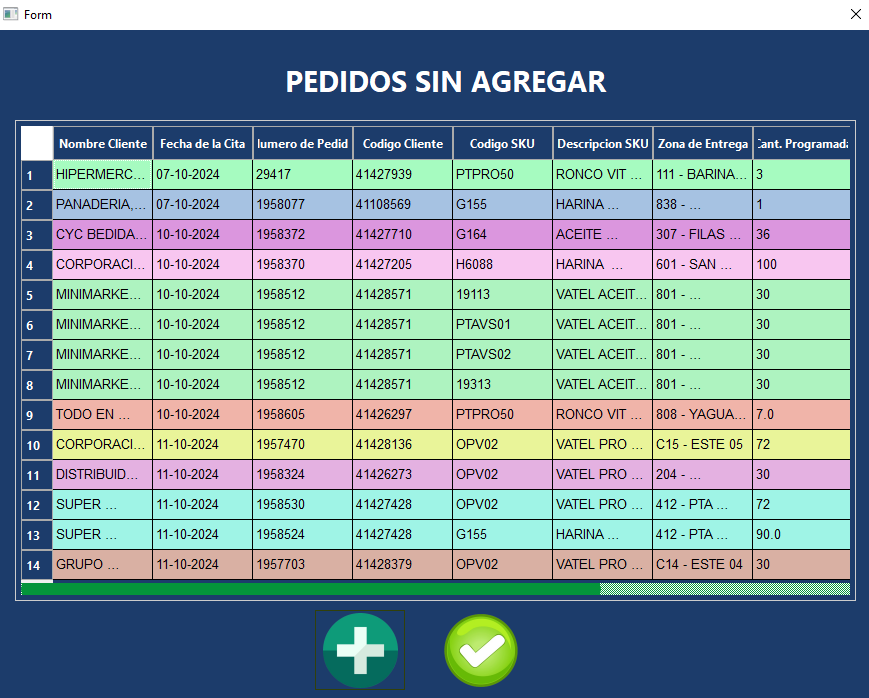 Form
PEDIDOS SIN AGREGAR
Nombre Cliente Fecha de la Cita lumero de Pedid Codigo Cliente Codigo SKU Descripcion SKU Zona de Entrega Cant. Programada
1 HIPERMERC... 07-10-2024 29417 41427939 PTPRO50 RONCO VIT ... 111 - BARINA... 3
2 PANADERIA,... 07-10-2024 1958077 41108569 G155 HARINA ... 838 - ... 1
3 CYC BEDIDA... 10-10-2024 1958372 41427710 G164 ACEITE ... 307 - FILAS ... 36
4 CORPORACI... 10-10-2024 1958370 41427205 H6088 HARINA ... 601 - SAN ... 100
5 MINIMARKE... 10-10-2024 1958512 41428571 19113 VATEL ACEIT... 801 - ... 30
6 MINIMARKE... 10-10-2024 1958512 41428571 PTAVS01 VATEL ACEIT... 801 - ... 30
7 MINIMARKE... 10-10-2024 1958512 41428571 PTAVS02 VATEL ACEIT... 801 - ... 30
8 MINIMARKE... 10-10-2024 1958512 41428571 19313 VATEL ACEIT... 801 - ... 30
9 TODO EN ... 10-10-2024 1958605 41426297 PTPRO50 RONCO VIT ... 808 - YAGUA... 7.0
10 CORPORACI... 11-10-2024 1957470 41428136 OPV02 VATEL PRO ... C15 - ESTE 05 72
11 DISTRIBUID... 11-10-2024 1958324 41426273 OPV02 VATEL PRO ... 204 - ... 30
12 SUPER ... 11-10-2024 1958530 41427428 OPV02 VATEL PRO ... 412 - PTA ... 72
13 SUPER ... 11-10-2024 1958524 41427428 G155 HARINA ... 412 - PTA ... 90.0
14 GRUPO ... 11-10-2024 1957703 41428379 OPV02 VATEL PRO ... C14 - ESTE 04 30